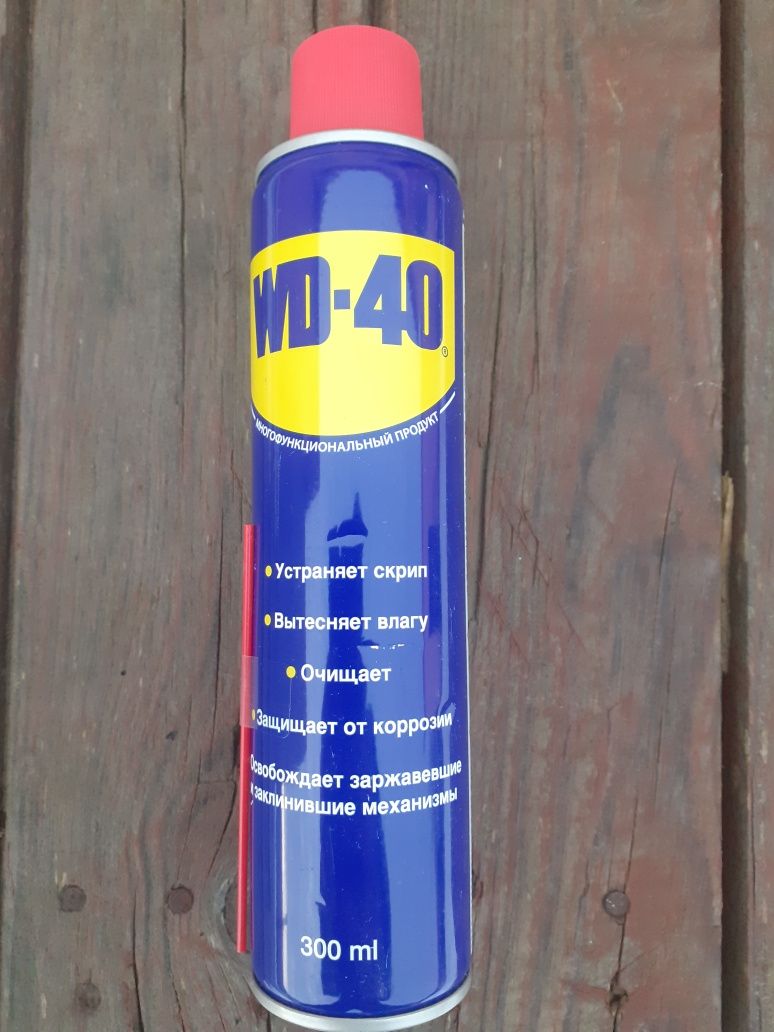 WD-40®
МНОГОФУНКЦИОНАЛЬНЫЙ ПРОДУКТ
• Устраняет скрип
• Вытесняет влагу
• Очищает
• Защищает от коррозии
Освобождает заржавевшие
и заклинившие механизмы
300 ml